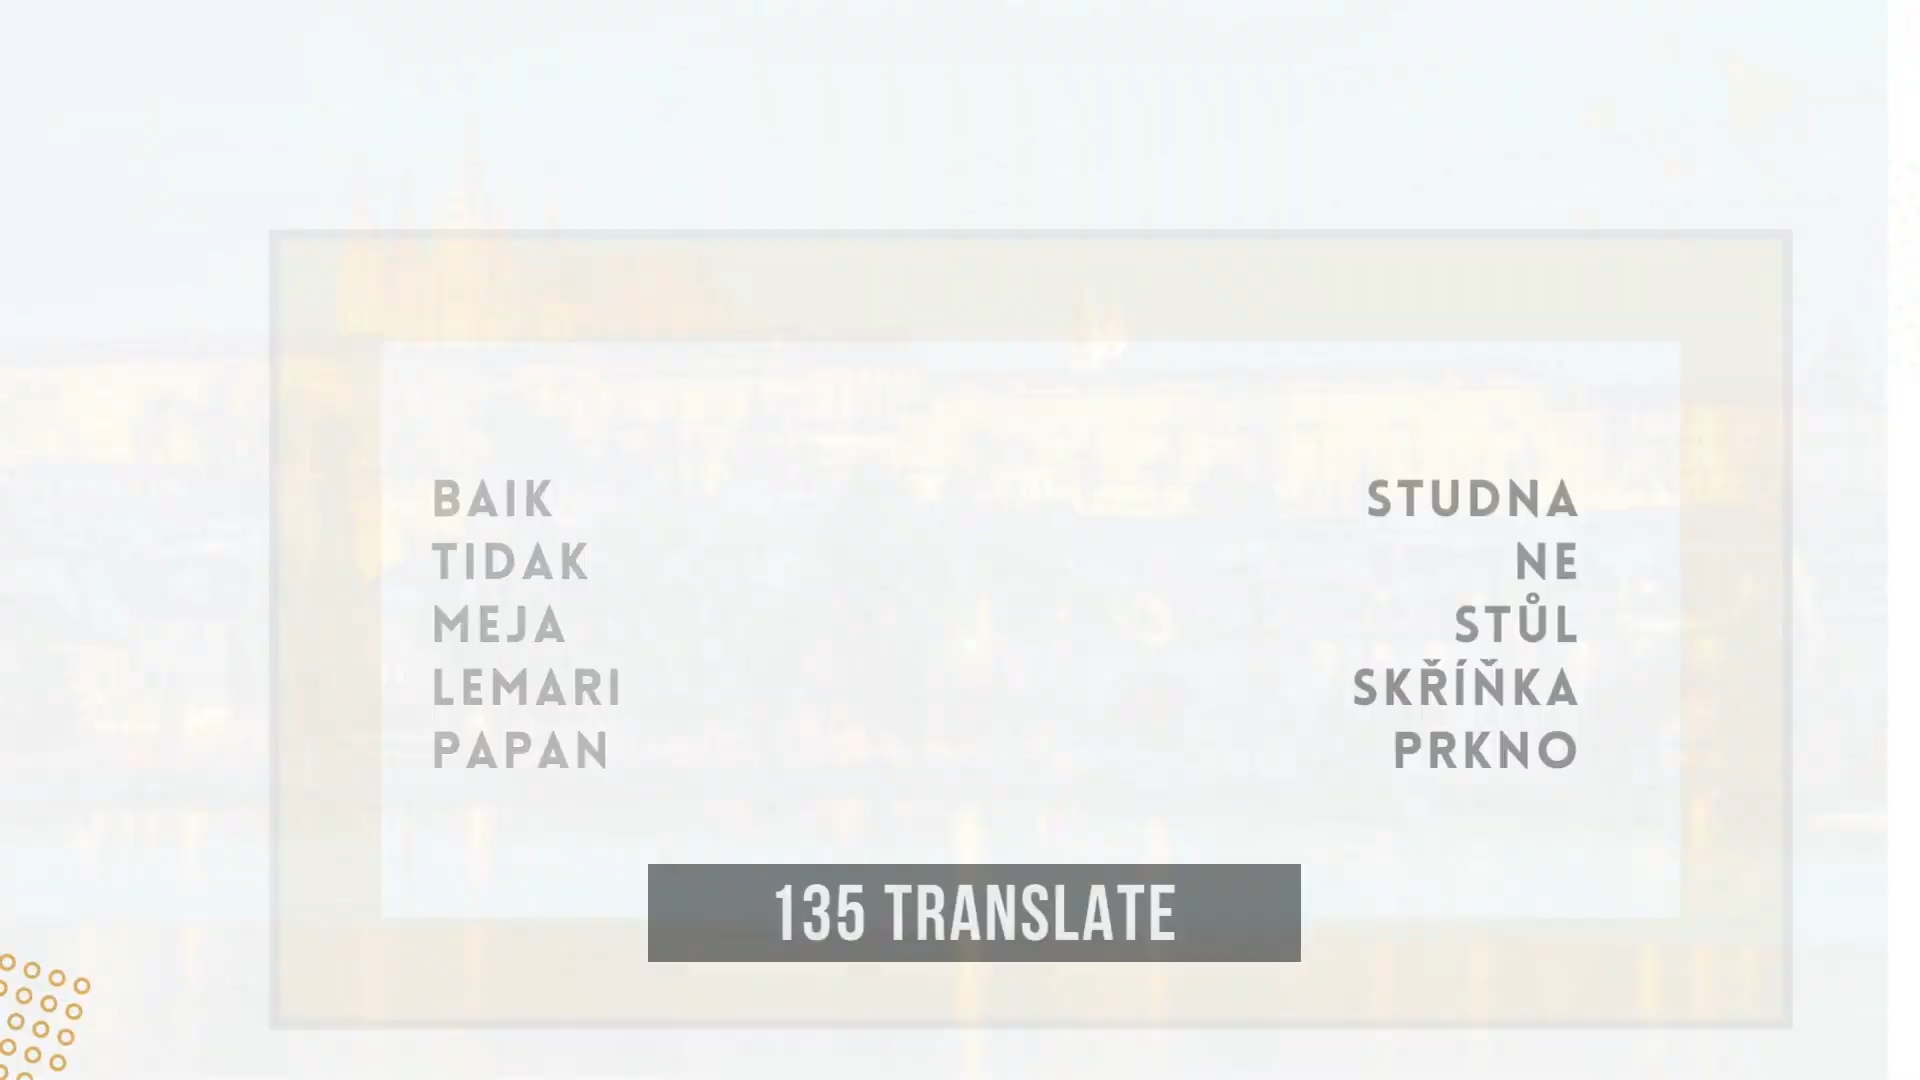 BAIK STUDNA
TIDAK NE
MEJA STŮL
LEMARI SKŘÍŇKA
PAPAN PRKNO
135 TRANSLATE